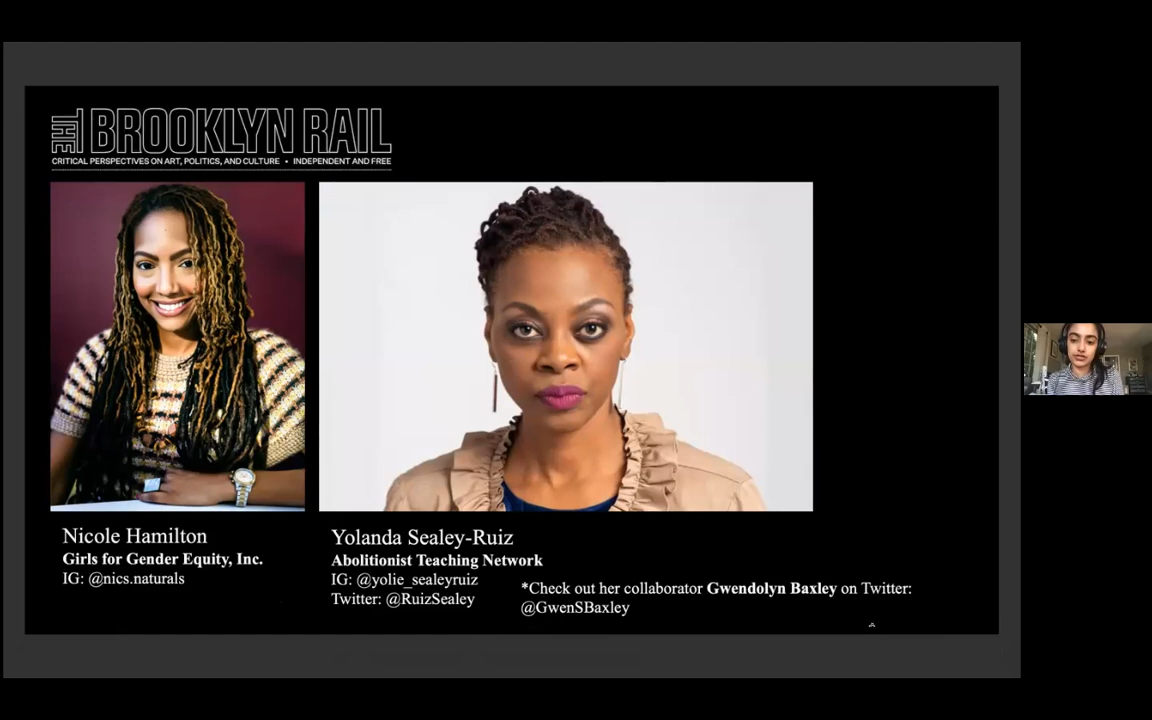 THE BROOKLYN RAIL
CRITICAL PERSPECTIVES ON ART, POLITICS, AND CULTURE • INDEPENDENT AND FREE
Nicole Hamilton
Girls for Gender Equity, Inc.
IG: @nics.naturals
Yolanda Sealey-Ruiz
Abolitionist Teaching Network
IG: @yolie_sealeyruiz
Twitter: @RuizSealey
*Check out her collaborator Gwendolyn Baxley on Twitter:
@GwenSBaxley